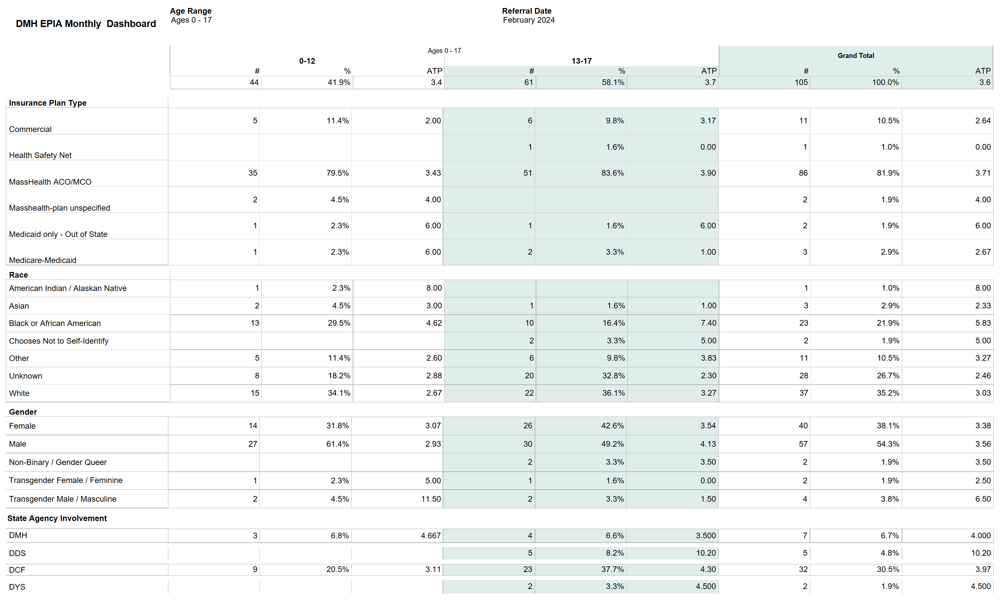 Age Range
Referral Date
DMH EPIA Monthly  Dashboard
Ages 0 - 17
February 2024
Ages 0 - 17
Grand Total
0-12
13-17
# % ATP # % ATP # % ATP
44 41.9% 3.4 61 58.1% 3.7 105 100.0% 3.6
Insurance Plan Type
Commercial 5 11.4% 2.00 6 9.8% 3.17 11 10.5% 2.64
Health Safety Net 1 1.6% 0.00 1 1.0% 0.00
MassHealth ACO/MCO 35 79.5% 3.43 51 83.6% 3.90 86 81.9% 3.71
Masshealth-plan unspecified 2 4.5% 4.00 2 1.9% 4.00
Medicaid only - Out of State 1 2.3% 6.00 1 1.6% 6.00 2 1.9% 6.00
Medicare-Medicaid 1 2.3% 6.00 2 3.3% 1.00 3 2.9% 2.67
Race
American Indian / Alaskan Native 1 2.3% 8.00 1 1.0% 8.00
Asian 2 4.5% 3.00 1 1.6% 1.00 3 2.9% 2.33
Black or African American 13 29.5% 4.62 10 16.4% 7.40 23 21.9% 5.83
Chooses Not to Self-Identify 2 3.3% 5.00 2 1.9% 5.00
Other 5 11.4% 2.60 6 9.8% 3.83 11 10.5% 3.27
Unknown 8 18.2% 2.88 20 32.8% 2.30 28 26.7% 2.46
White 15 34.1% 2.67 22 36.1% 3.27 37 35.2% 3.03
Gender
Female 14 31.8% 3.07 26 42.6% 3.54 40 38.1% 3.38
Male 27 61.4% 2.93 30 49.2% 4.13 57 54.3% 3.56
Non-Binary / Gender Queer 2 3.3% 3.50 2 1.9% 3.50
Transgender Female / Feminine 1 2.3% 5.00 1 1.6% 0.00 2 1.9% 2.50
Transgender Male / Masculine 2 4.5% 11.50 2 3.3% 1.50 4 3.8% 6.50
State Agency Involvement
DMH 3 6.8% 4.667 4 6.6% 3.500 7 6.7% 4.000
DDS 5 8.2% 10.20 5 4.8% 10.20
DCF 9 20.5% 3.11 23 37.7% 4.30 32 30.5% 3.97
DYS 2 3.3% 4.500 2 1.9% 4.500